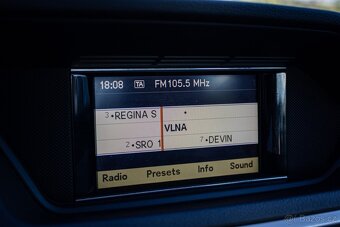 18:08 TA FM 105.5 MHz
3•REGINA S
VLNA
2•SRO 1 7•DEVIN
Radio Presets Info Sound